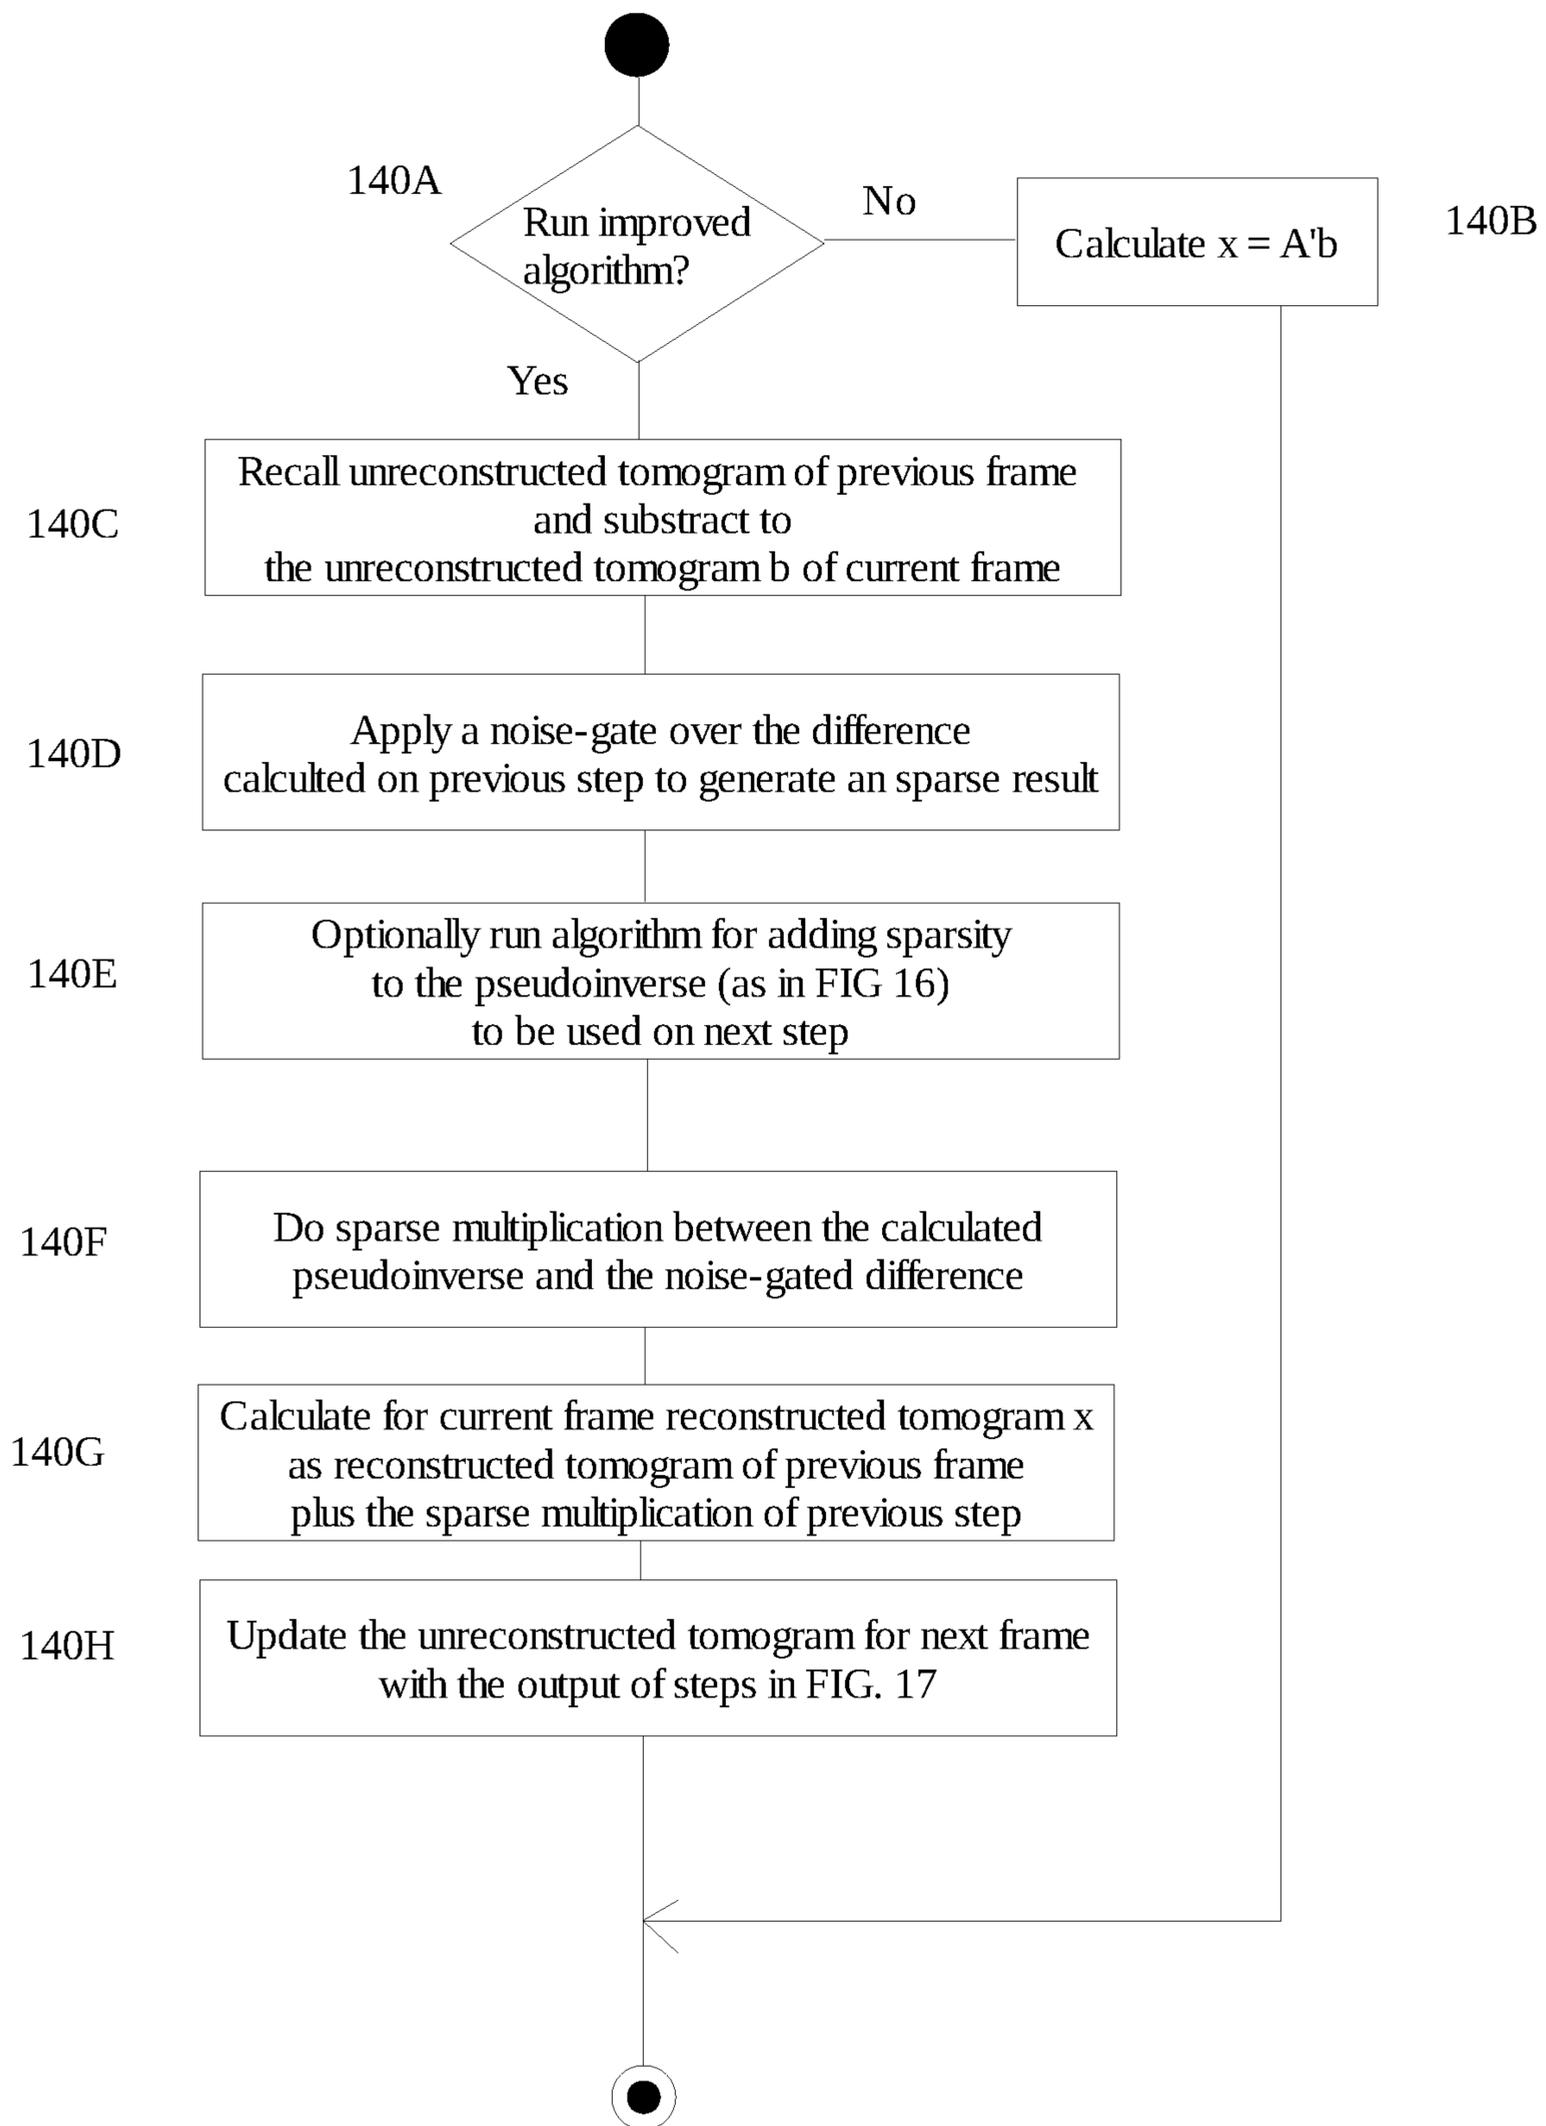 140A
Run improved
algorithm?
No
Calculate x = A'b
140B
Yes
140C
Recall unreconstructed tomogram of previous frame
and substract to
the unreconstructed tomogram b of current frame
140D
Apply a noise-gate over the difference
calculted on previous step to generate an sparse result
140E
Optionally run algorithm for adding sparsity
to the pseudoinverse (as in FIG 16)
to be used on next step
140F
Do sparse multiplication between the calculated
pseudoinverse and the noise-gated difference
140G
Calculate for current frame reconstructed tomogram x
as reconstructed tomogram of previous frame
plus the sparse multiplication of previous step
140H
Update the unreconstructed tomogram for next frame
with the output of steps in FIG. 17